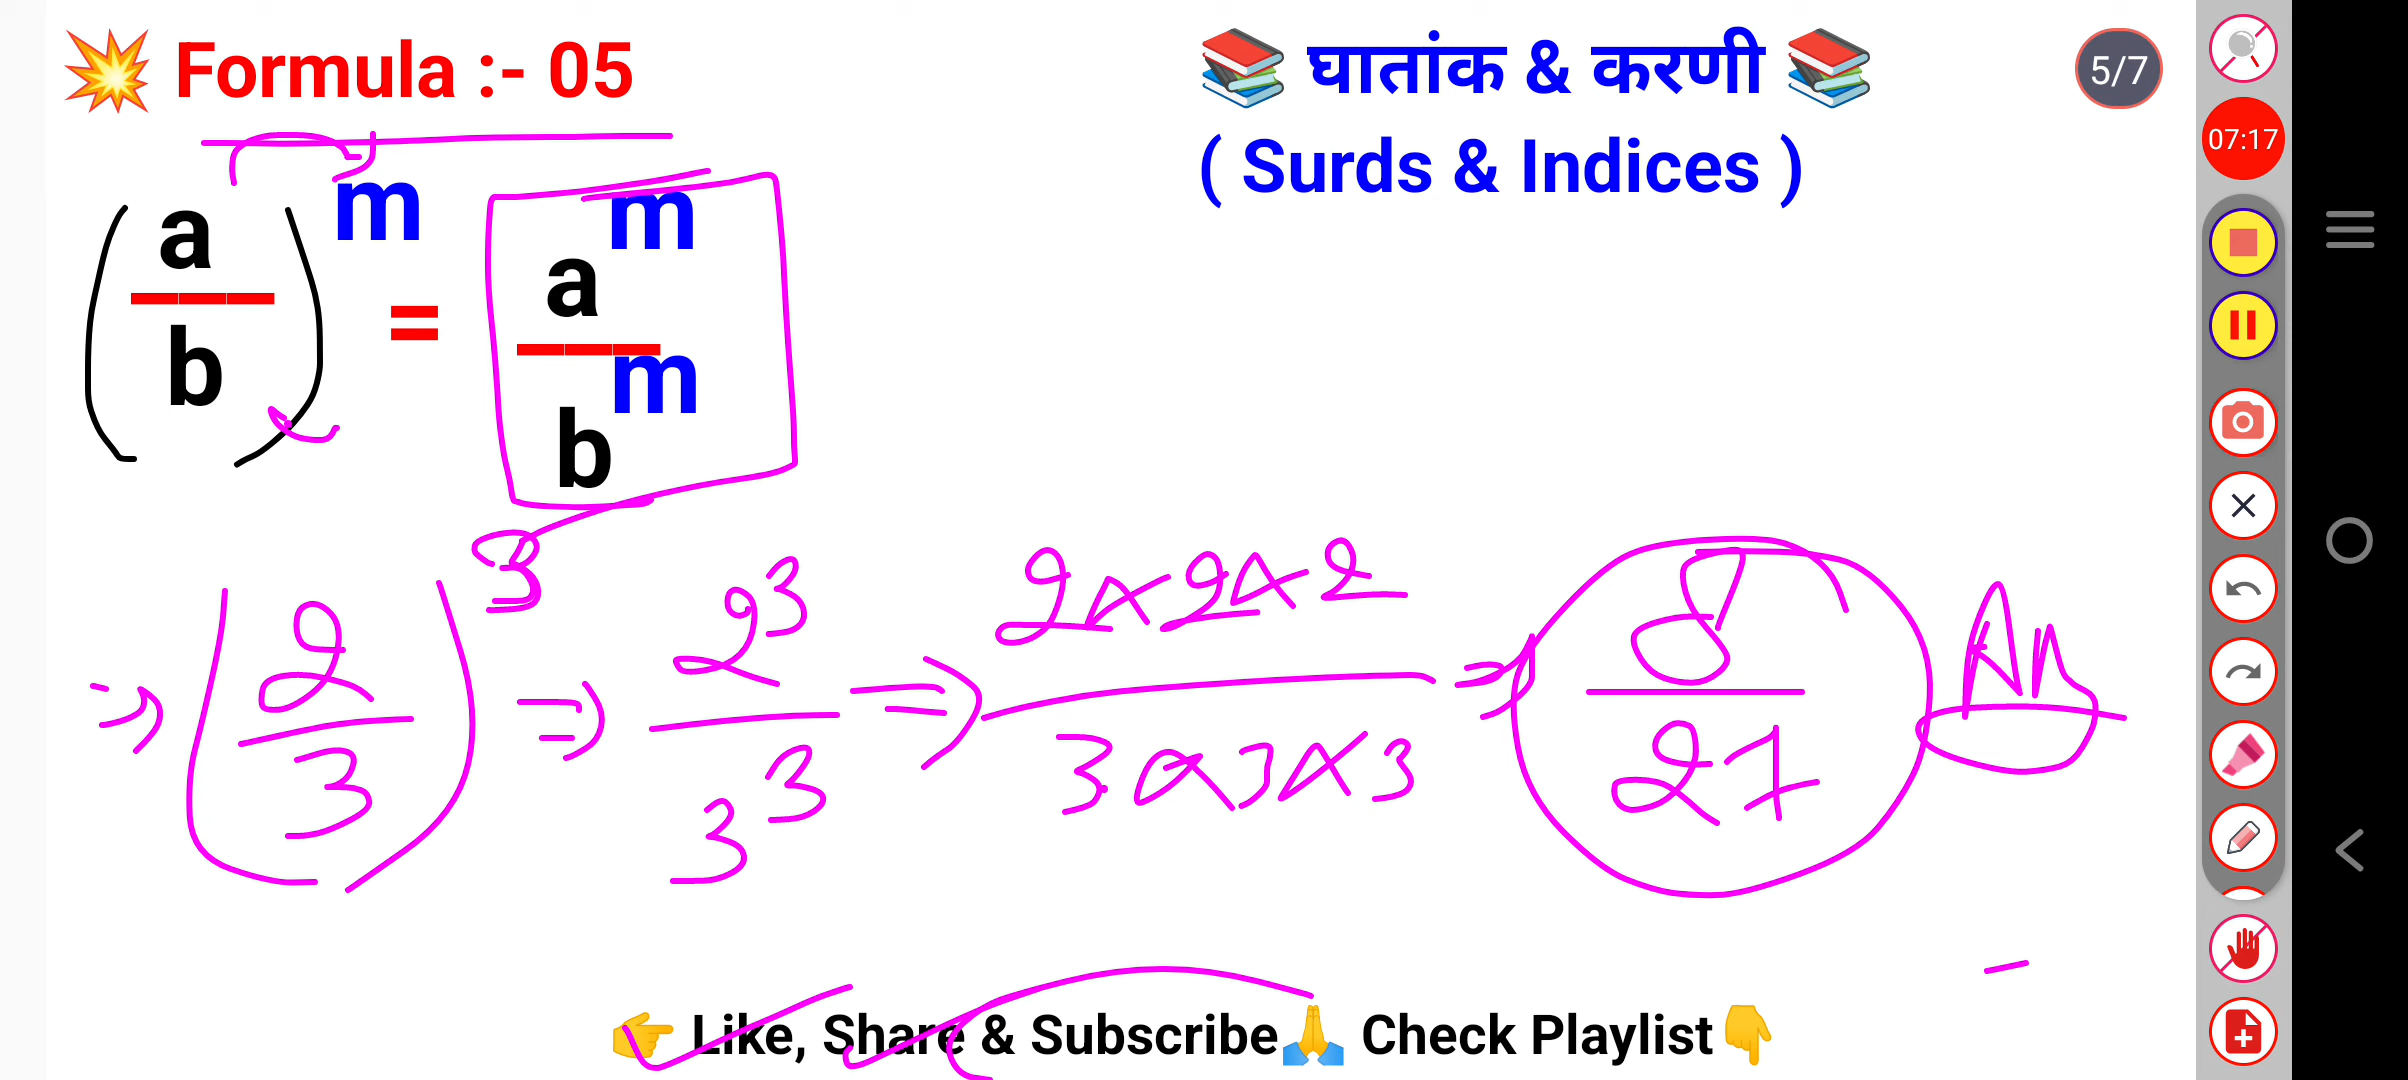 💥 Formula :- 05
📚 घातांक & करणी 📚
( Surds & Indices )
5/7
07:17
(a/b)^m = a^m/b^m
⇒ (2/3)^3 ⇒ 2^3/3^3 ⇒ 2×2×2/3×3×3 ⇒ 8/27 An
👉 Like, Share & Subscribe🙏 Check Playlist👇